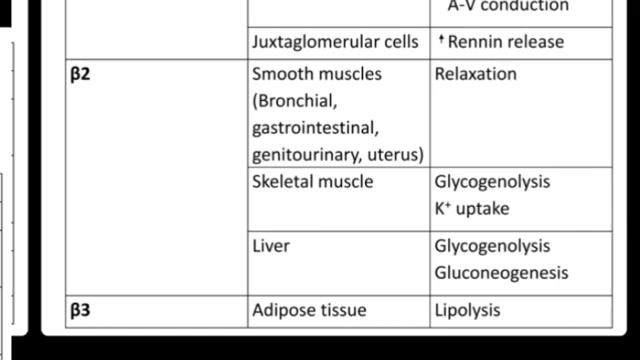 A-V conduction
Juxtaglomerular cells ↑Rennin release
β2 Smooth muscles Relaxation
(Bronchial,
gastrointestinal,
genitourinary, uterus)
Skeletal muscle Glycogenolysis
K⁺ uptake
Liver Glycogenolysis
Gluconeogenesis
β3 Adipose tissue Lipolysis